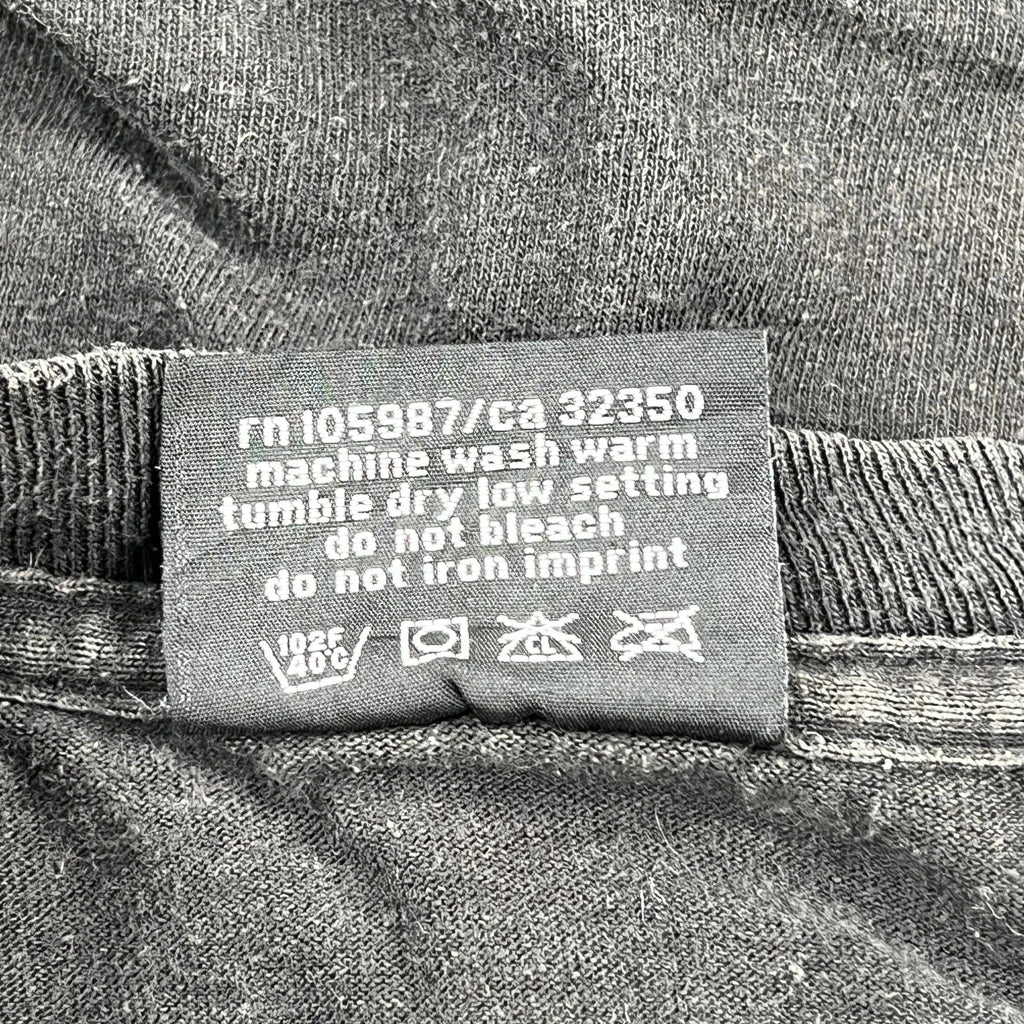 rn 105987/ca 32350
machine wash warm
tumble dry low setting
do not bleach
do not iron imprint
102F
40C
CL